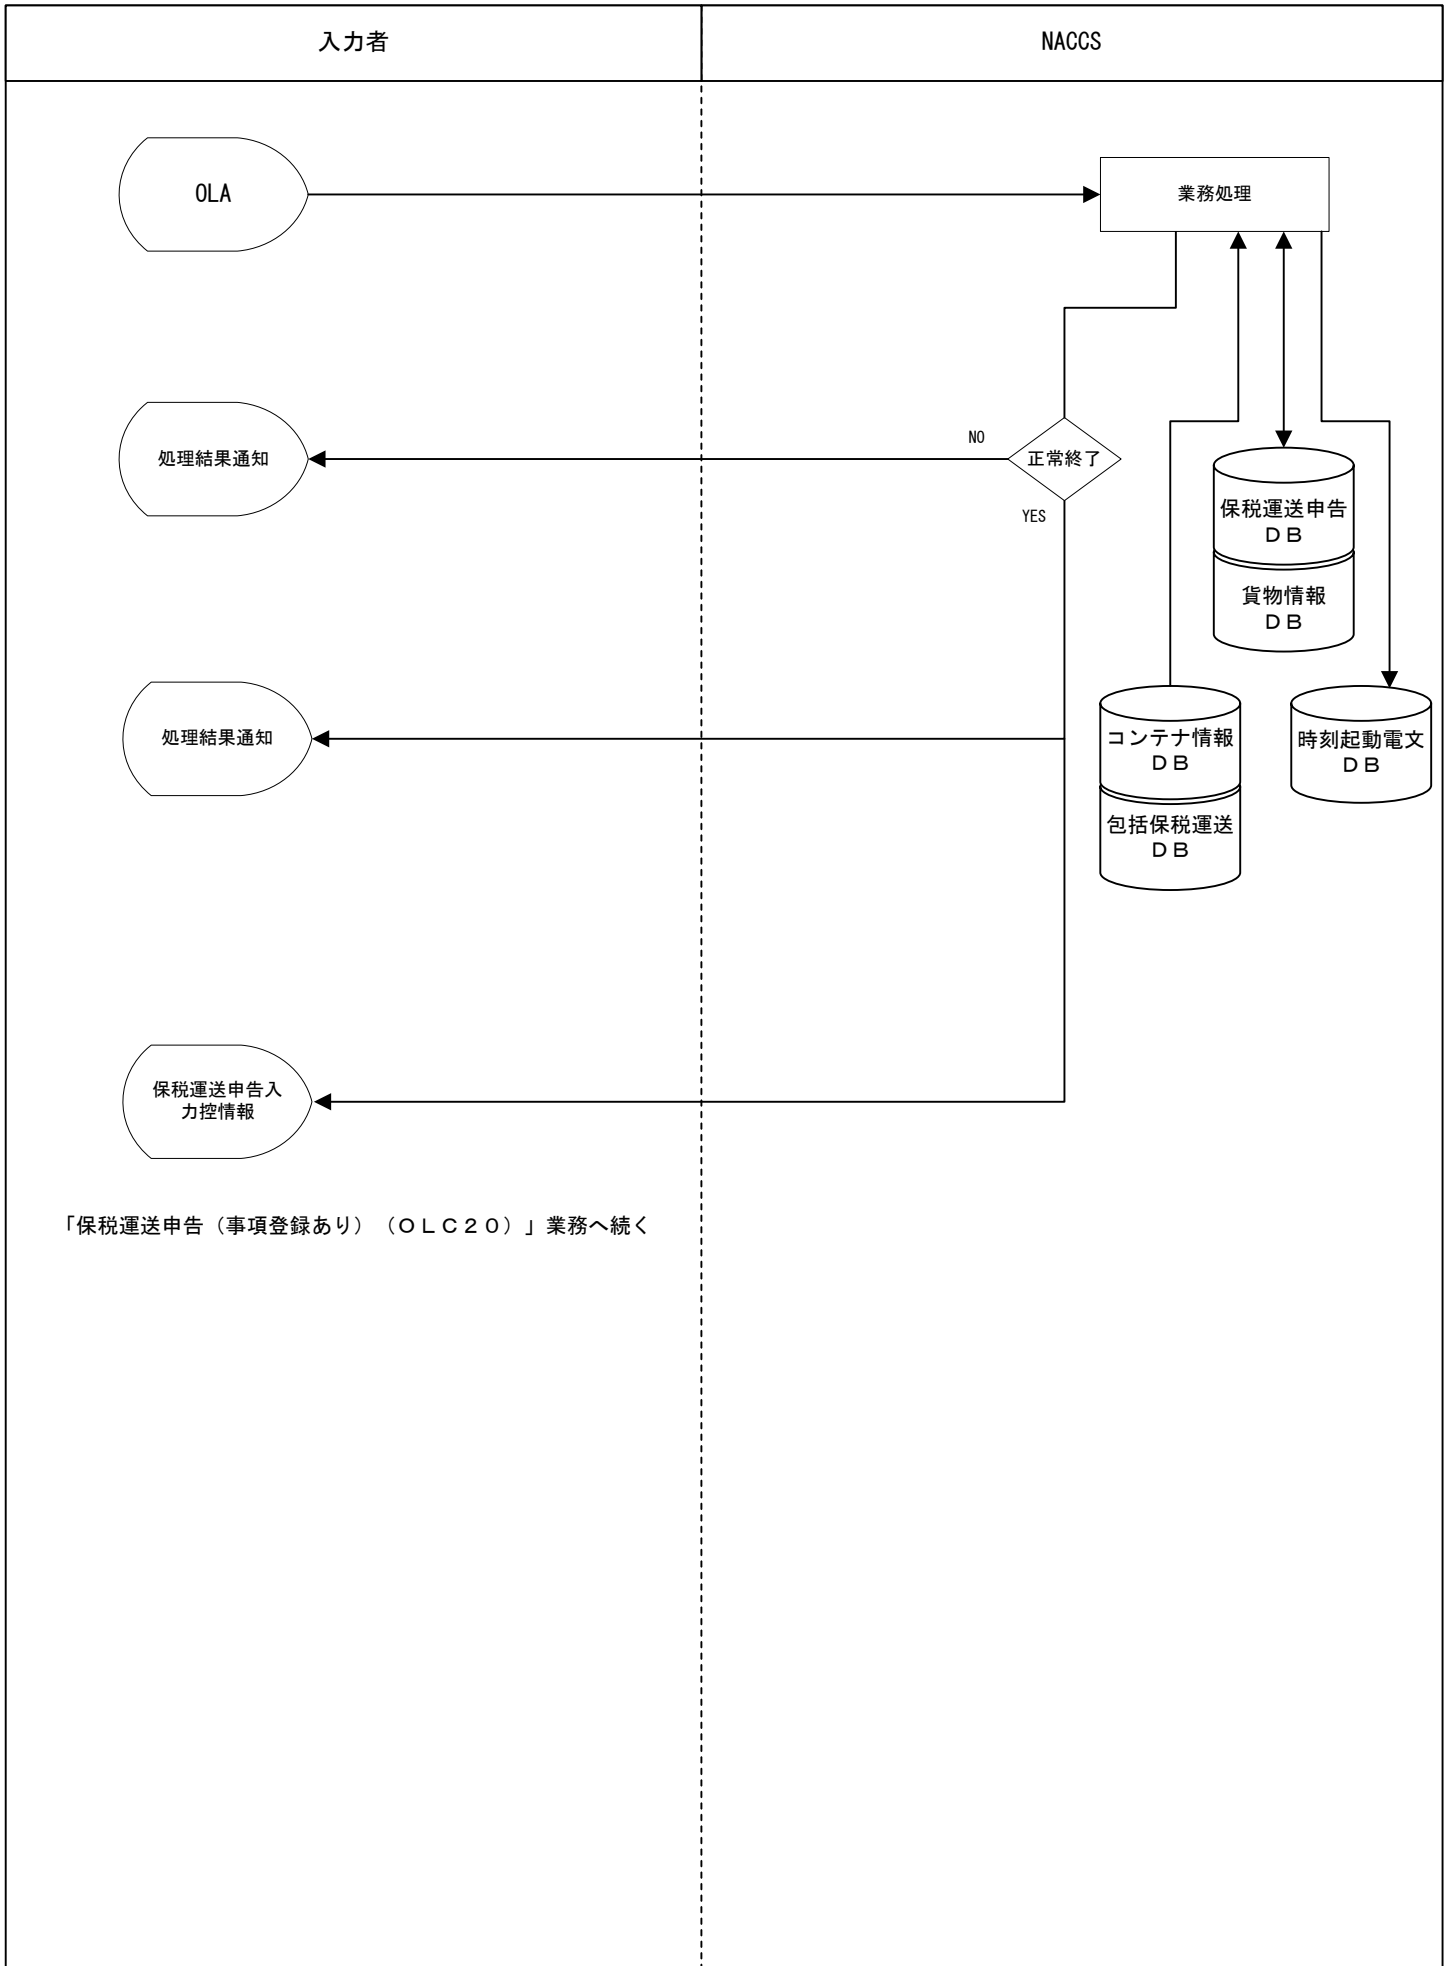 入力者
NACCS
OLA
業務処理
処理結果通知
NO
正常終了
YES
保税運送申告
ＤＢ
貨物情報
ＤＢ
処理結果通知
コンテナ情報
ＤＢ
時刻起動電文
ＤＢ
包括保税運送
ＤＢ
保税運送申告入
力控情報
「保税運送申告（事項登録あり）（ＯＬＣ２０）」業務へ続く